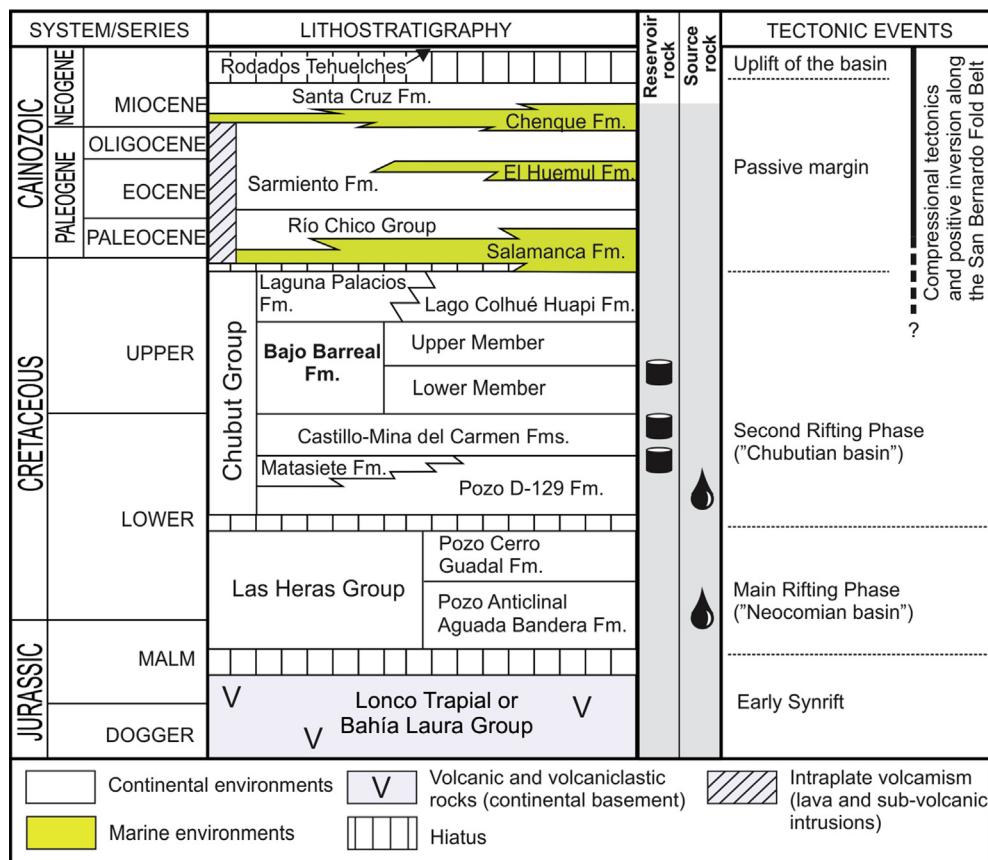 SYSTEM/SERIES
LITHOSTRATIGRAPHY
Reservoir
rock
Source
rock
TECTONIC EVENTS
CAINOZOIC
NEOGENE
PALEOGENE
MIOCENE
OLIGOCENE
EOCENE
PALEOCENE
CRETACEOUS
UPPER
LOWER
JURASSIC
MALM
DOGGER
Rodados Tehuelches
Santa Cruz Fm.
Chenque Fm.
El Huemul Fm.
Sarmiento Fm.
Río Chico Group
Salamanca Fm.
Chubut Group
Laguna Palacios
Fm.
Lago Colhué Huapi Fm.
Bajo Barreal
Fm.
Upper Member
Lower Member
Castillo-Mina del Carmen Fms.
Matasiete Fm.
Pozo D-129 Fm.
Las Heras Group
Pozo Cerro
Guadal Fm.
Pozo Anticlinal
Aguada Bandera Fm.
V
V
V
Lonco Trapial or
Bahía Laura Group
Uplift of the basin
Passive margin
Compressional tectonics
and positive inversion along
the San Bernardo Fold Belt
?
Second Rifting Phase
("Chubutian basin")
Main Rifting Phase
("Neocomian basin")
Early Synrift
Continental environments
Marine environments
V
Volcanic and volcaniclastic
rocks (continental basement)
Hiatus
Intraplate volcamism
(lava and sub-volcanic
intrusions)